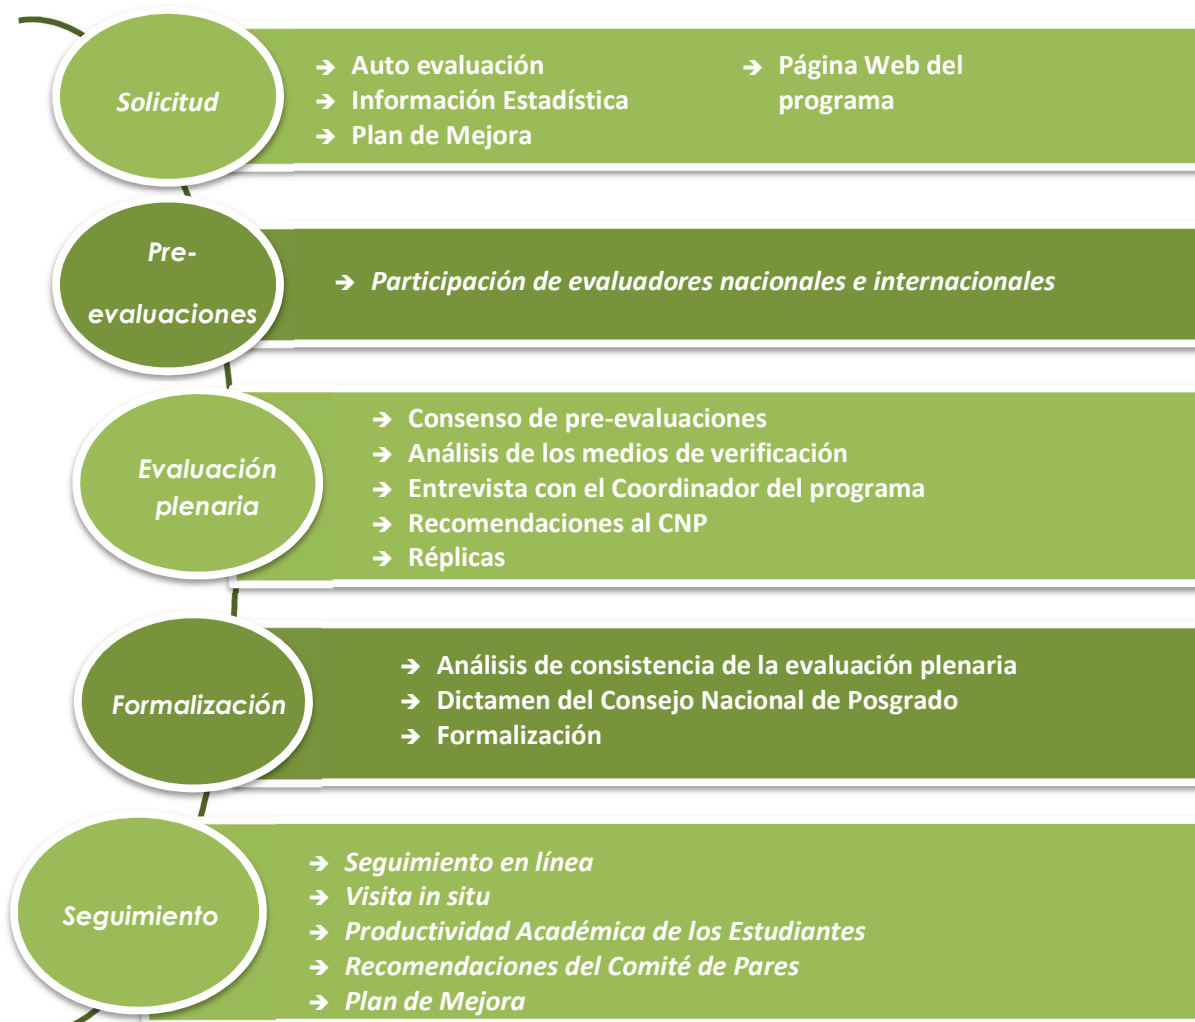 Solicitud
➔ Auto evaluación
➔ Información Estadística
➔ Plan de Mejora
➔ Página Web del
programa
Pre-
evaluaciones
➔ Participación de evaluadores nacionales e internacionales
Evaluación
plenaria
➔ Consenso de pre-evaluaciones
➔ Análisis de los medios de verificación
➔ Entrevista con el Coordinador del programa
➔ Recomendaciones al CNP
➔ Réplicas
Formalización
➔ Análisis de consistencia de la evaluación plenaria
➔ Dictamen del Consejo Nacional de Posgrado
➔ Formalización
Seguimiento
➔ Seguimiento en línea
➔ Visita in situ
➔ Productividad Académica de los Estudiantes
➔ Recomendaciones del Comité de Pares
➔ Plan de Mejora